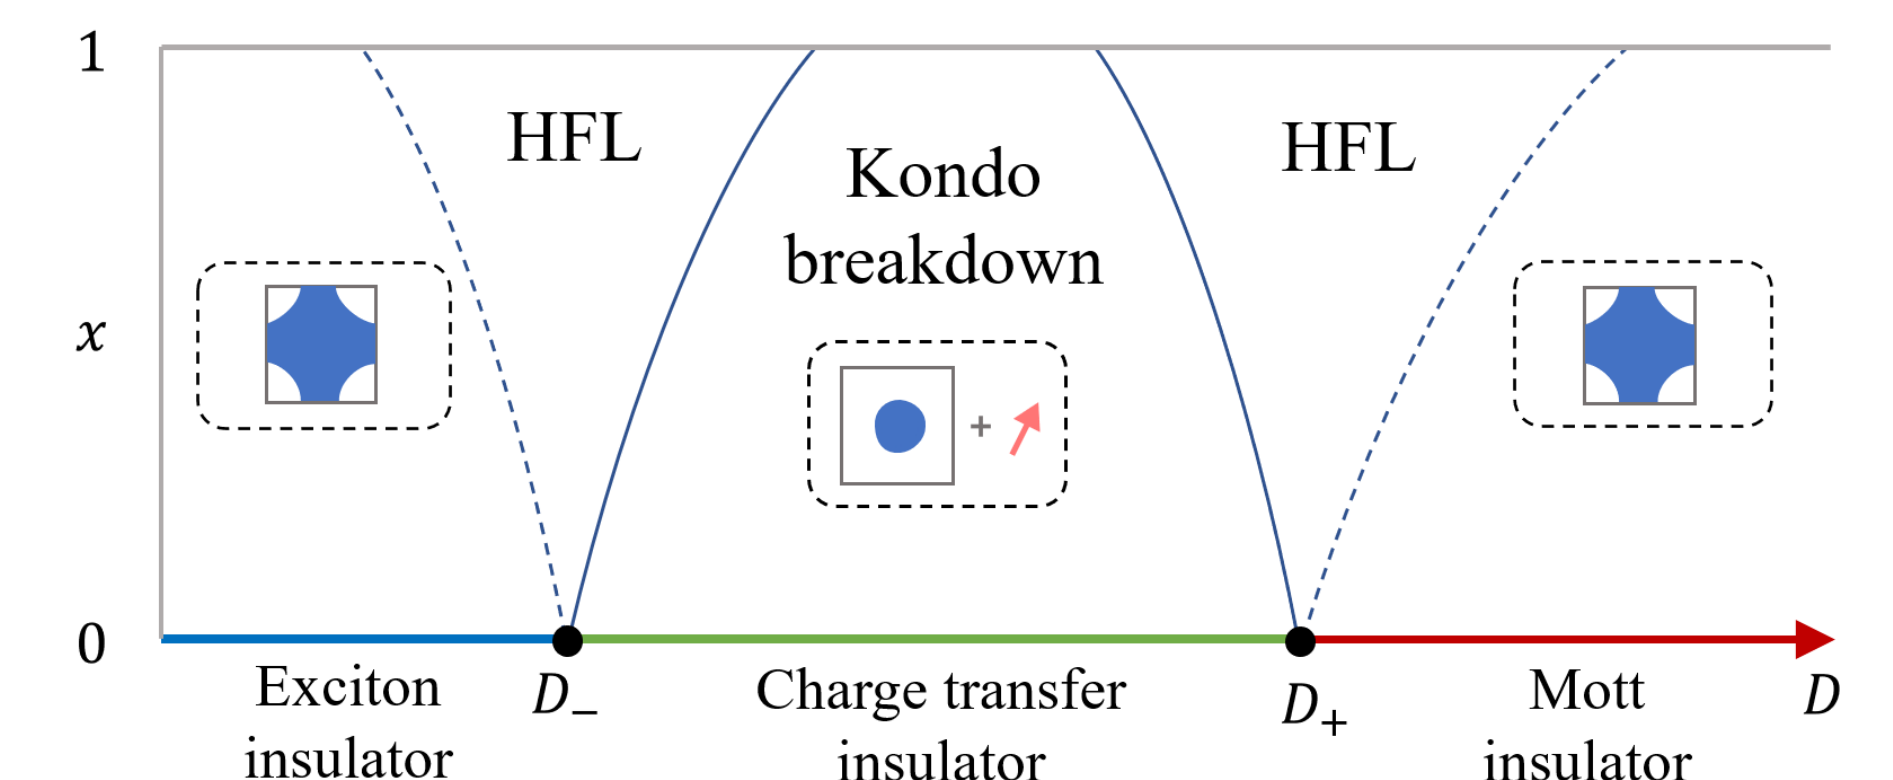 1
HFL
HFL
Kondo
breakdown
x
+
0
Exciton
insulator
D₋
Charge transfer
insulator
D₊
Mott
insulator
D